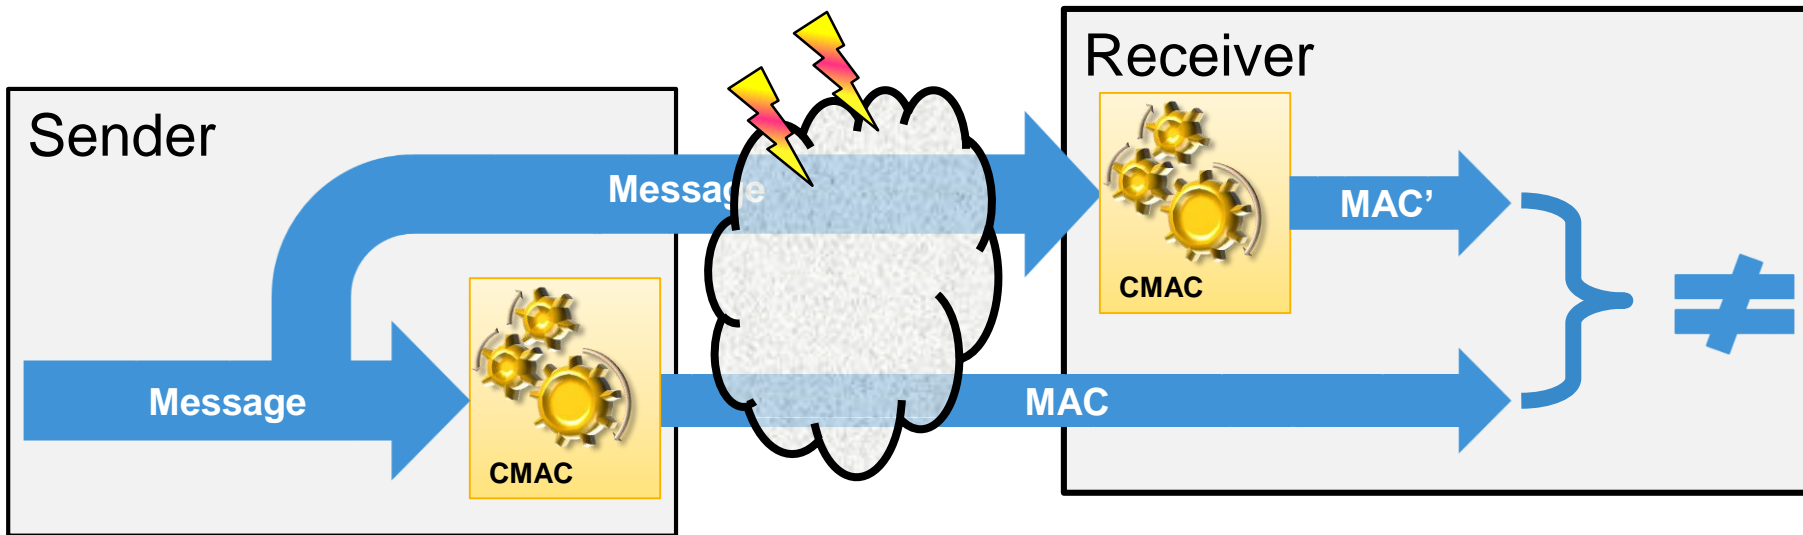 Sender
Message
CMAC
Message
MAC
Receiver
CMAC
MAC’
≠